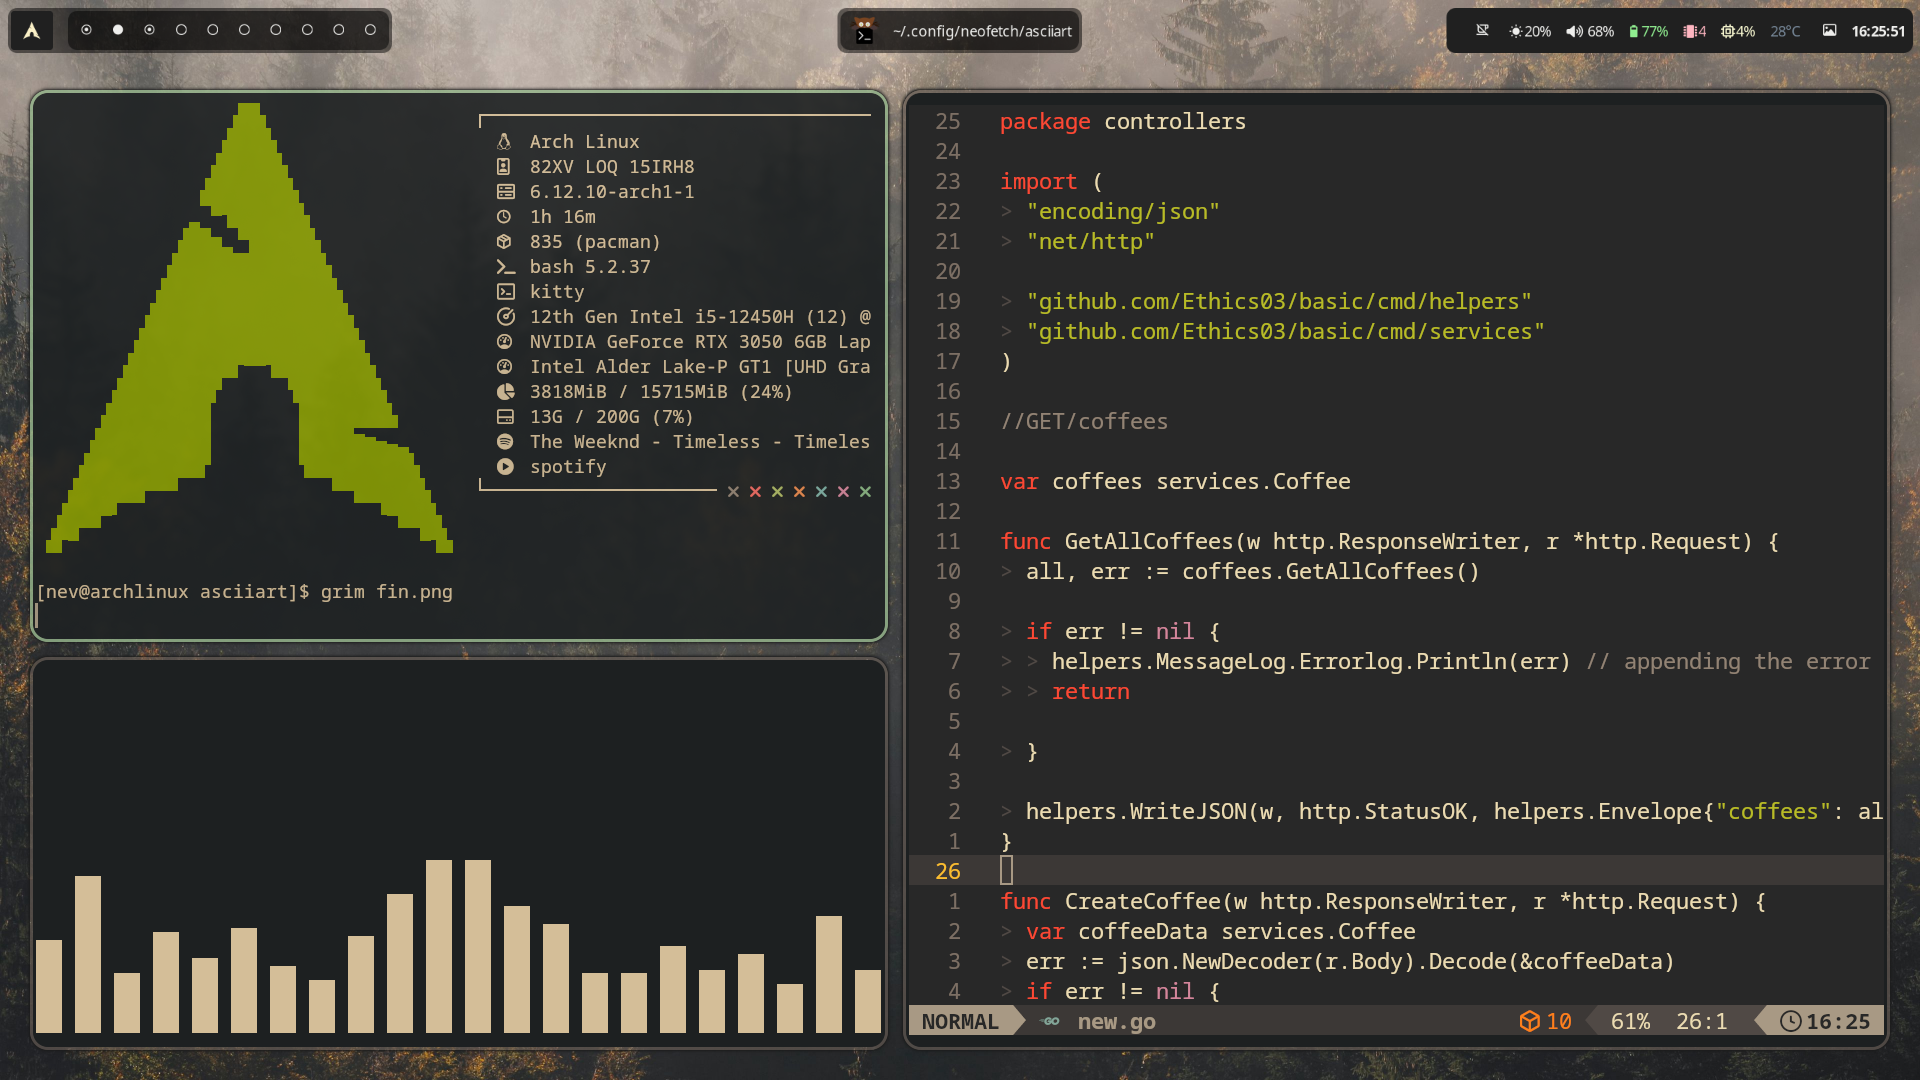 ~/.config/neofetch/asciiart
20% 68% 77% 4 4% 28°C 16:25:51
Arch Linux
82XV LOQ 15IRH8
6.12.10-arch1-1
1h 16m
835 (pacman)
bash 5.2.37
kitty
12th Gen Intel i5-12450H (12) @
NVIDIA GeForce RTX 3050 6GB Lap
Intel Alder Lake-P GT1 [UHD Gra
3818MiB / 15715MiB (24%)
13G / 200G (7%)
The Weeknd - Timeless - Timeles
spotify
[nev@archlinux asciiart]$ grim fin.png
25 package controllers
24
23 import (
22 > "encoding/json"
21 > "net/http"
20
19 > "github.com/Ethics03/basic/cmd/helpers"
18 > "github.com/Ethics03/basic/cmd/services"
17 )
16
15 //GET/coffees
14
13 var coffees services.Coffee
12
11 func GetAllCoffees(w http.ResponseWriter, r *http.Request) {
10 > all, err := coffees.GetAllCoffees()
9
8 > if err != nil {
7 > > helpers.MessageLog.Errorlog.Println(err) // appending the error
6 > > return
5
4 > }
3
2 > helpers.WriteJSON(w, http.StatusOK, helpers.Envelope{"coffees": al
1 }
26
1 func CreateCoffee(w http.ResponseWriter, r *http.Request) {
2 > var coffeeData services.Coffee
3 > err := json.NewDecoder(r.Body).Decode(&coffeeData)
4 > if err != nil {
NORMAL GO new.go 10 61% 26:1 16:25